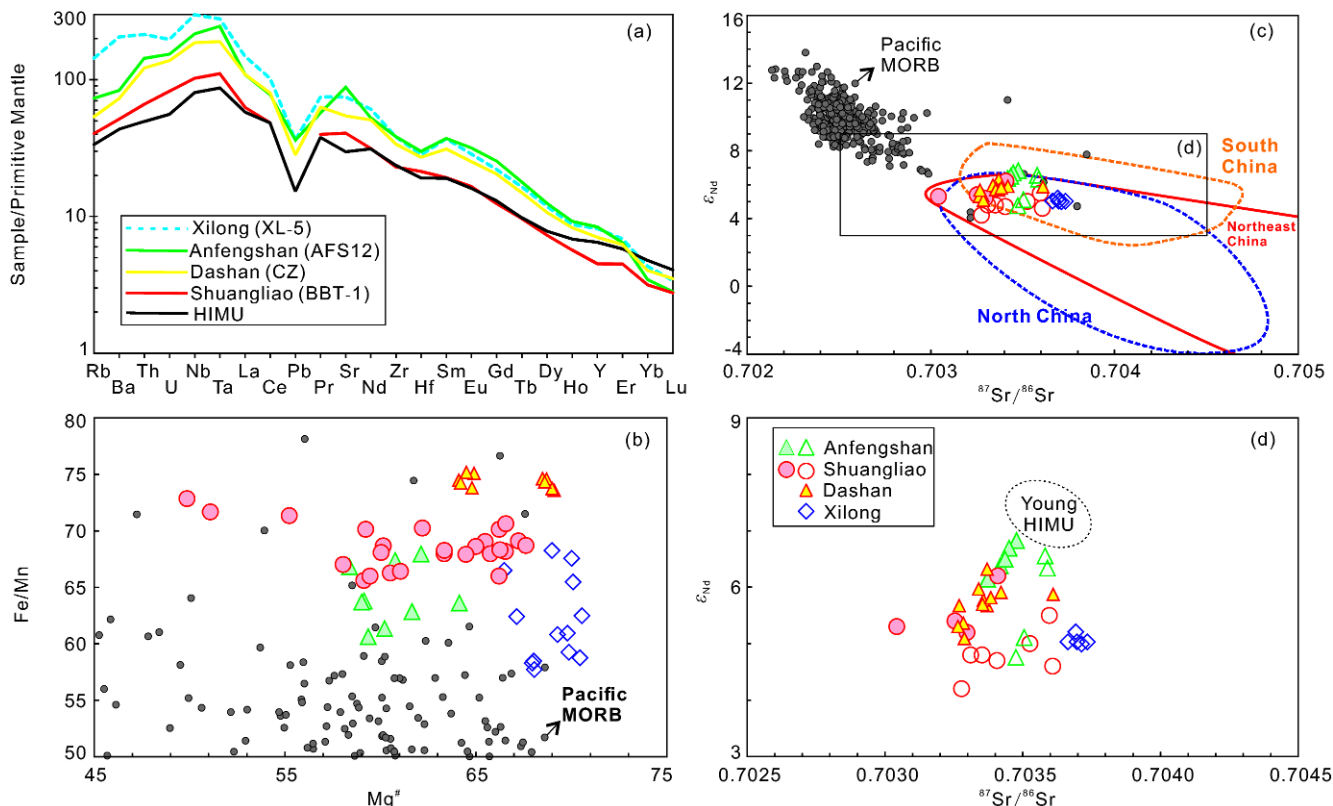 300
100
10
1
Sample/Primitive Mantle
(a)
Xilong (XL-5)
Anfengshan (AFS12)
Dashan (CZ)
Shuangliao (BBT-1)
HIMU
Rb Th Nb La Pb Sr Zr Sm Gd Dy Y Yb
Ba U Ta Ce Pr Nd Hf Eu Tb Ho Er Lu
16
12
8
4
0
-4
εNd
(c)
Pacific
MORB
(d)
South
China
Northeast
China
North China
0.702 0.703 0.704 0.705
87Sr/86Sr
80
75
70
65
60
55
50
Fe/Mn
(b)
Pacific
MORB
45 55 65 75
Mg#
9
6
3
εNd
(d)
Anfengshan
Shuangliao
Dashan
Xilong
Young
HIMU
0.7025 0.7030 0.7035 0.7040 0.7045
87Sr/86Sr